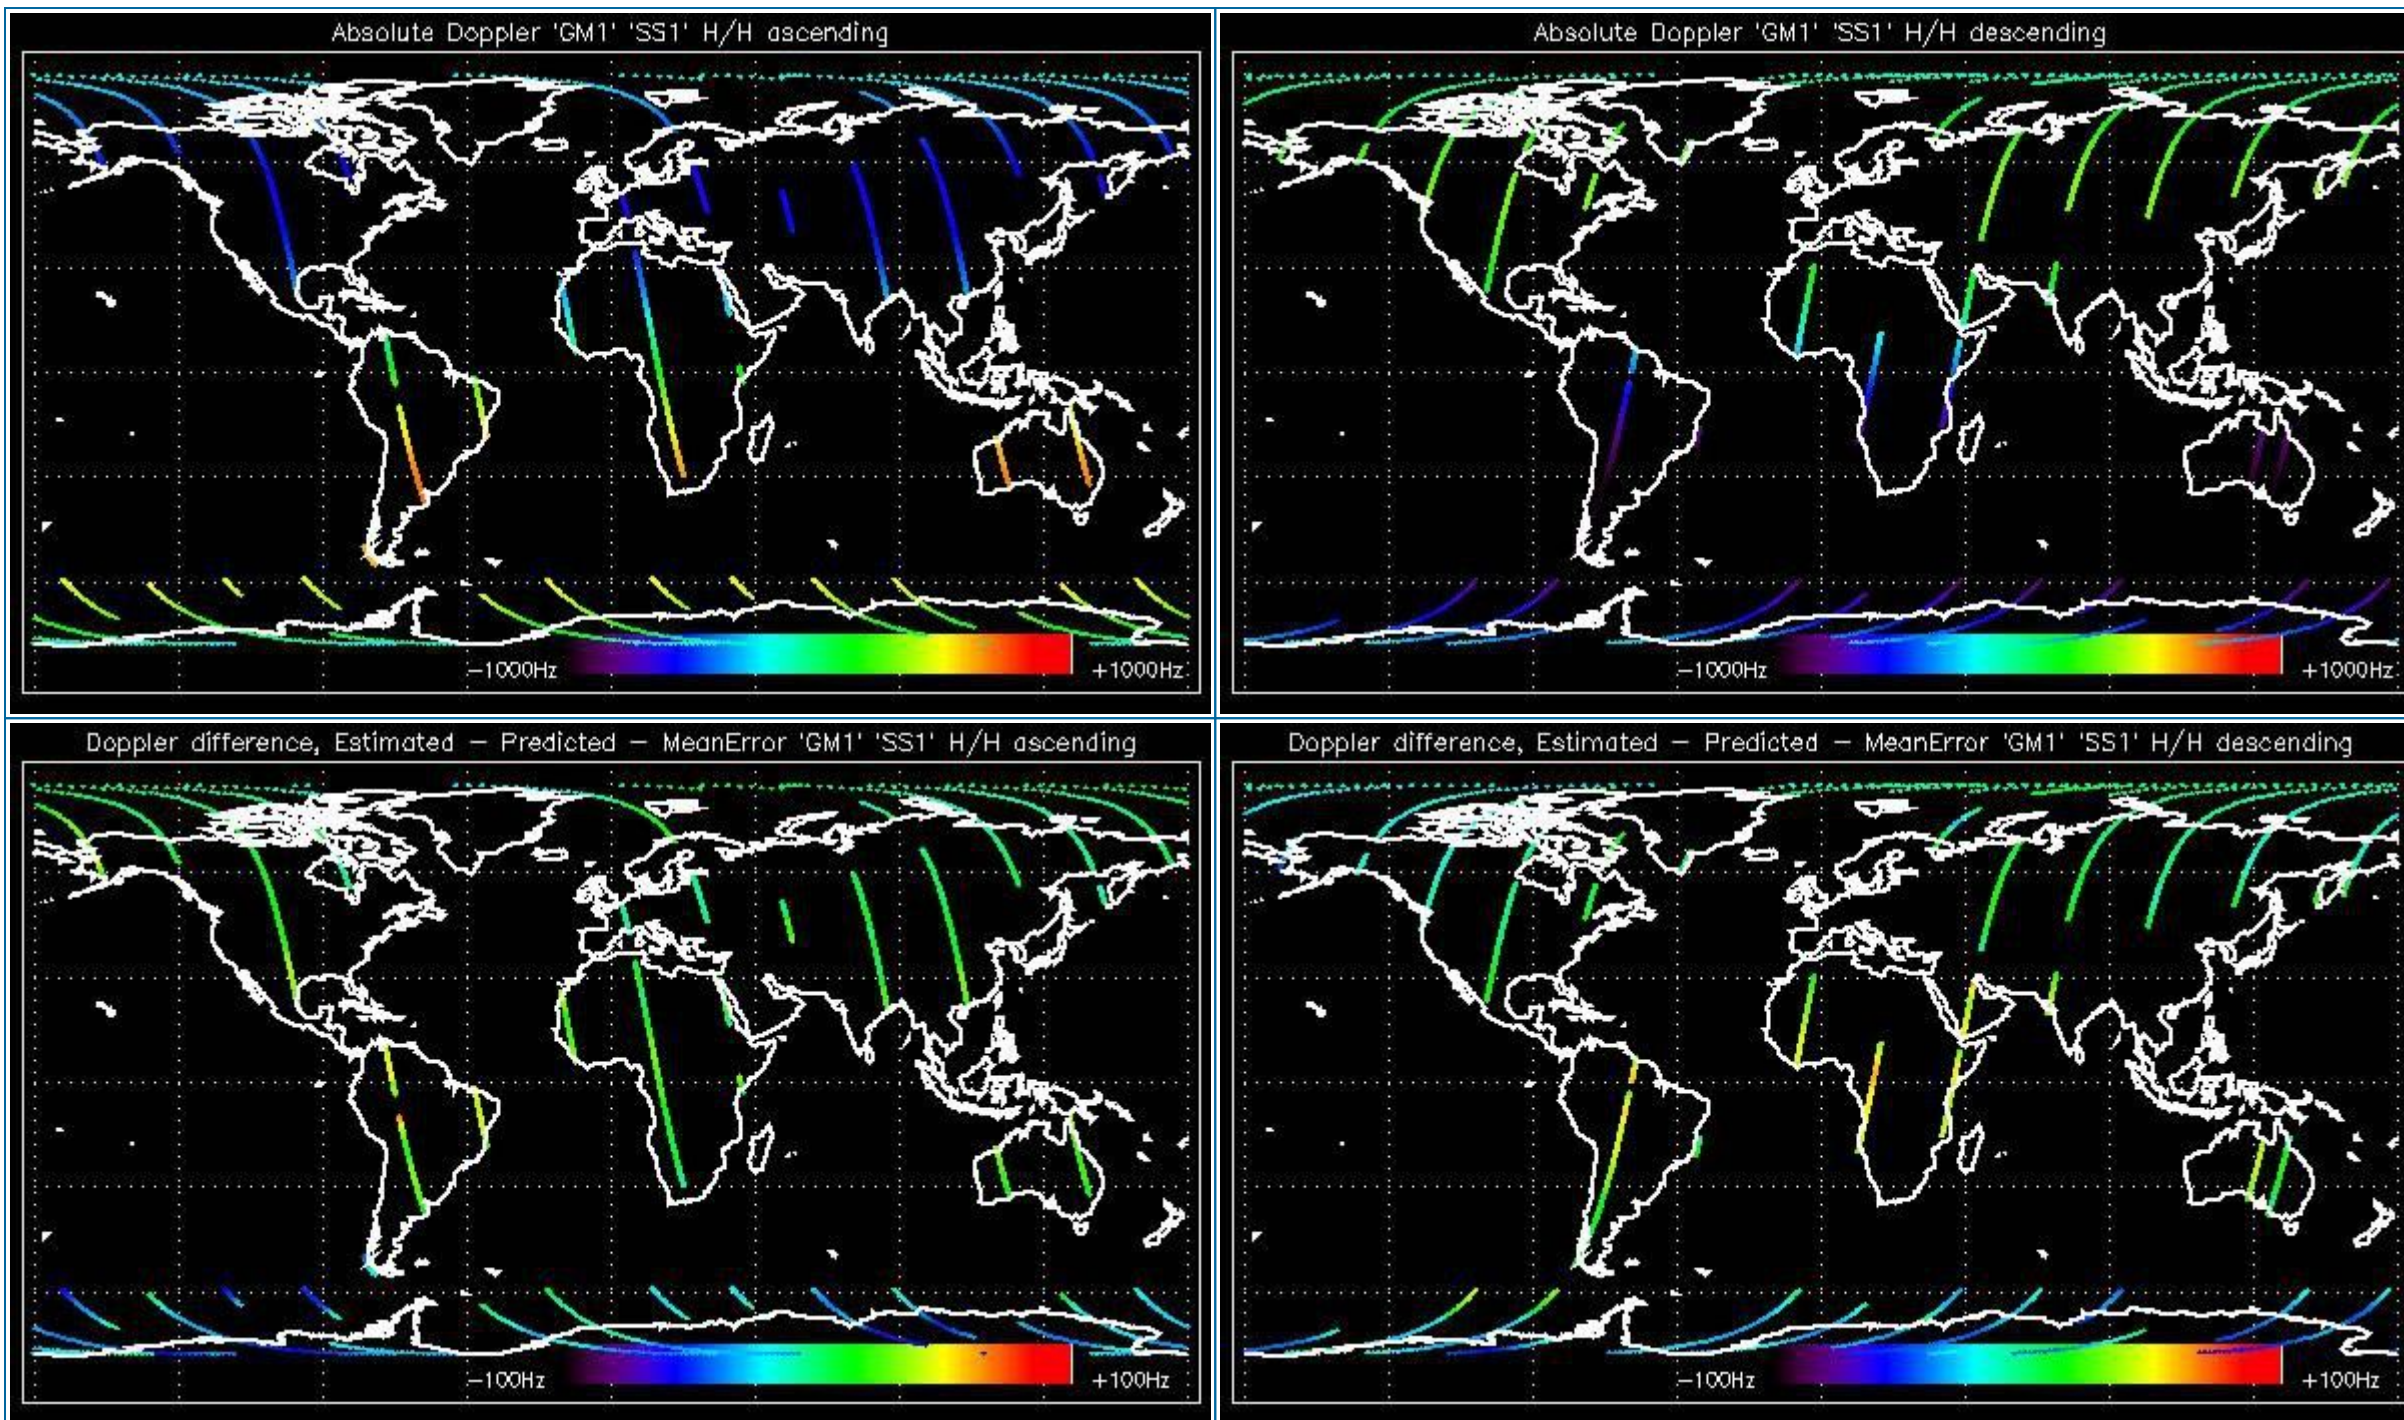 Absolute Doppler 'GM1' 'SS1' H/H ascending
-1000Hz
+1000Hz
Absolute Doppler 'GM1' 'SS1' H/H descending
-1000Hz
+1000Hz
Doppler difference, Estimated - Predicted - MeanError 'GM1' 'SS1' H/H ascending
-100Hz
+100Hz
Doppler difference, Estimated - Predicted - MeanError 'GM1' 'SS1' H/H descending
-100Hz
+100Hz